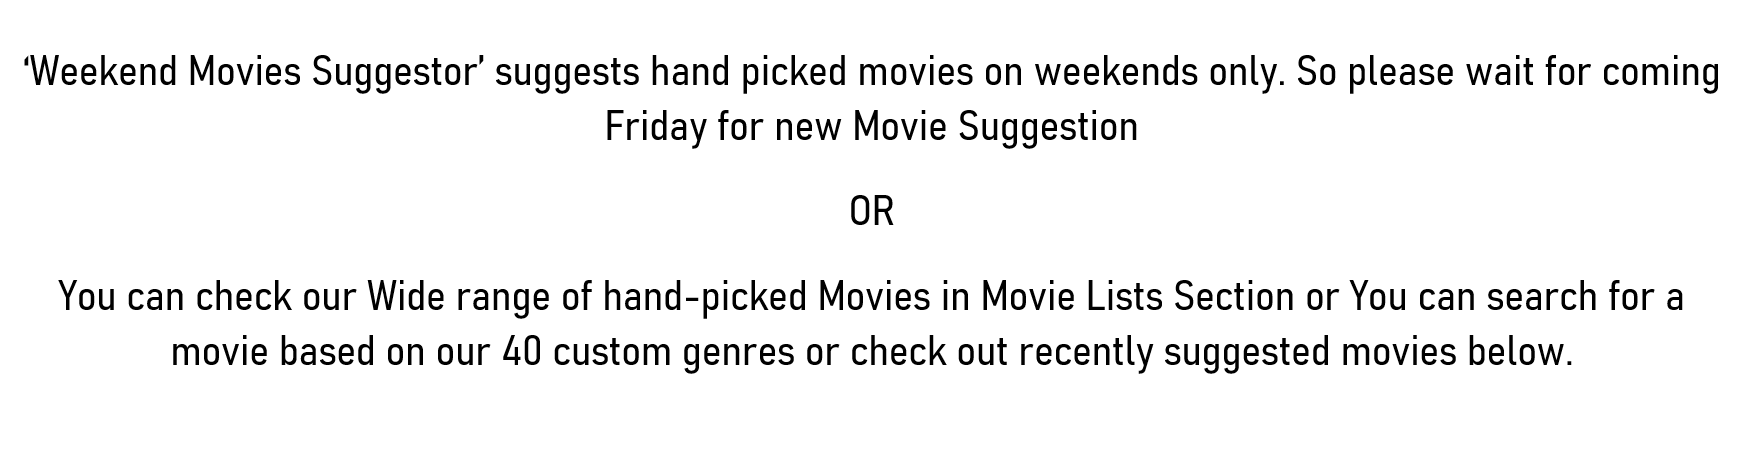 ‘Weekend Movies Suggestor’ suggests hand picked movies on weekends only. So please wait for coming
Friday for new Movie Suggestion
OR
You can check our Wide range of hand-picked Movies in Movie Lists Section or You can search for a
movie based on our 40 custom genres or check out recently suggested movies below.